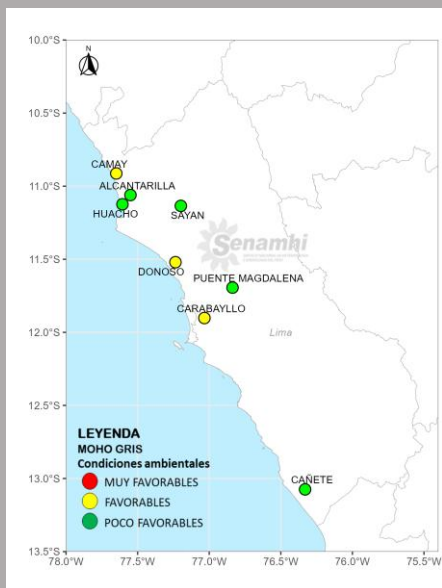 N
10.0°S
10.5°S
CAMAY
11.0°S
ALCANTARILLA
HUACHO
SAYAN
Senamhi
11.5°S
DONOSO
PUENTE MAGDALENA
CARABAYLLO
12.0°S
Lima
12.5°S
LEYENDA
MOHO GRIS
Condiciones ambientales
MUY FAVORABLES
FAVORABLES
POCO FAVORABLES
CAÑETE
13.0°S
13.5°S
78.0°W
77.5°W
77.0°W
76.5°W
76.0°W
75.5°W